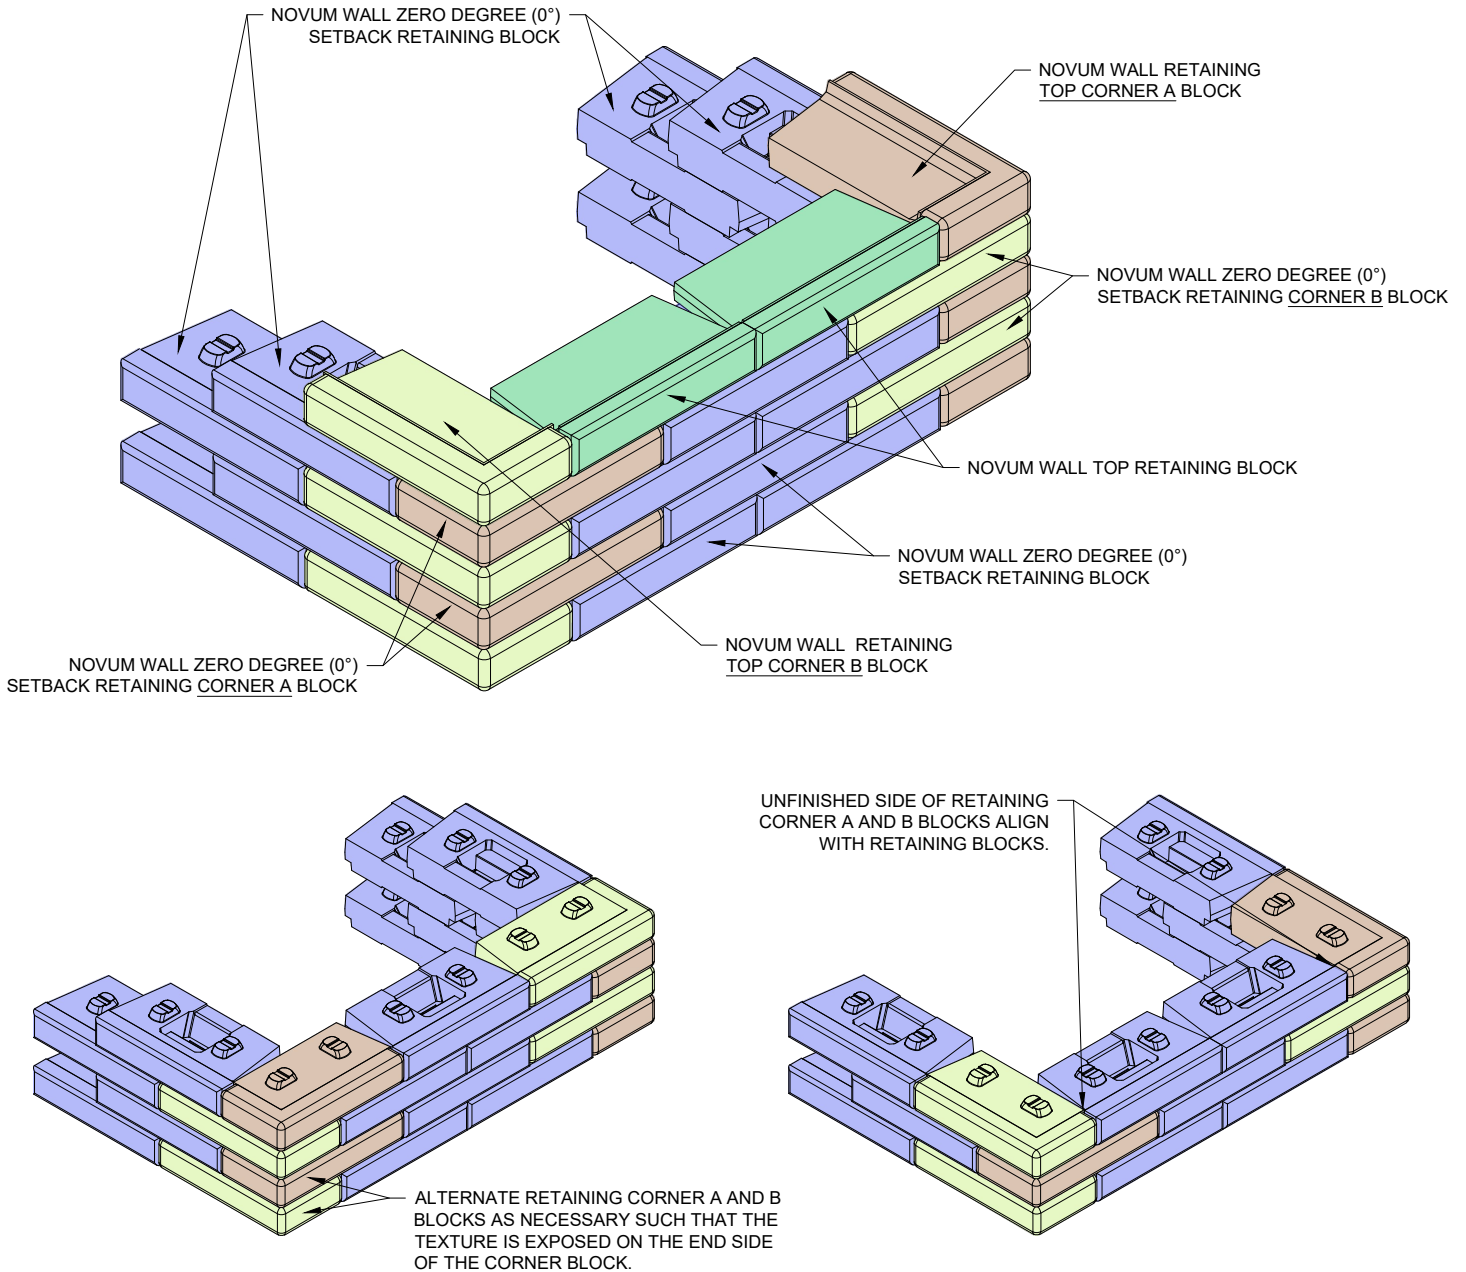 NOVUM WALL ZERO DEGREE (0°)
SETBACK RETAINING BLOCK
NOVUM WALL RETAINING
TOP CORNER A BLOCK
NOVUM WALL ZERO DEGREE (0°)
SETBACK RETAINING CORNER B BLOCK
NOVUM WALL TOP RETAINING BLOCK
NOVUM WALL ZERO DEGREE (0°)
SETBACK RETAINING BLOCK
NOVUM WALL RETAINING
TOP CORNER B BLOCK
NOVUM WALL ZERO DEGREE (0°)
SETBACK RETAINING CORNER A BLOCK
UNFINISHED SIDE OF RETAINING
CORNER A AND B BLOCKS ALIGN
WITH RETAINING BLOCKS.
ALTERNATE RETAINING CORNER A AND B
BLOCKS AS NECESSARY SUCH THAT THE
TEXTURE IS EXPOSED ON THE END SIDE
OF THE CORNER BLOCK.